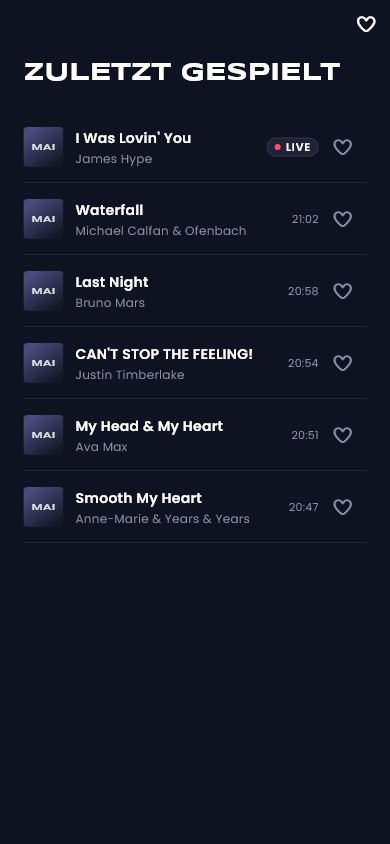 ZULETZT GESPIELT
MAI
I Was Lovin' You
James Hype
LIVE
MAI
Waterfall
Michael Calfan & Ofenbach
21:02
MAI
Last Night
Bruno Mars
20:58
MAI
CAN'T STOP THE FEELING!
Justin Timberlake
20:54
MAI
My Head & My Heart
Ava Max
20:51
MAI
Smooth My Heart
Anne-Marie & Years & Years
20:47